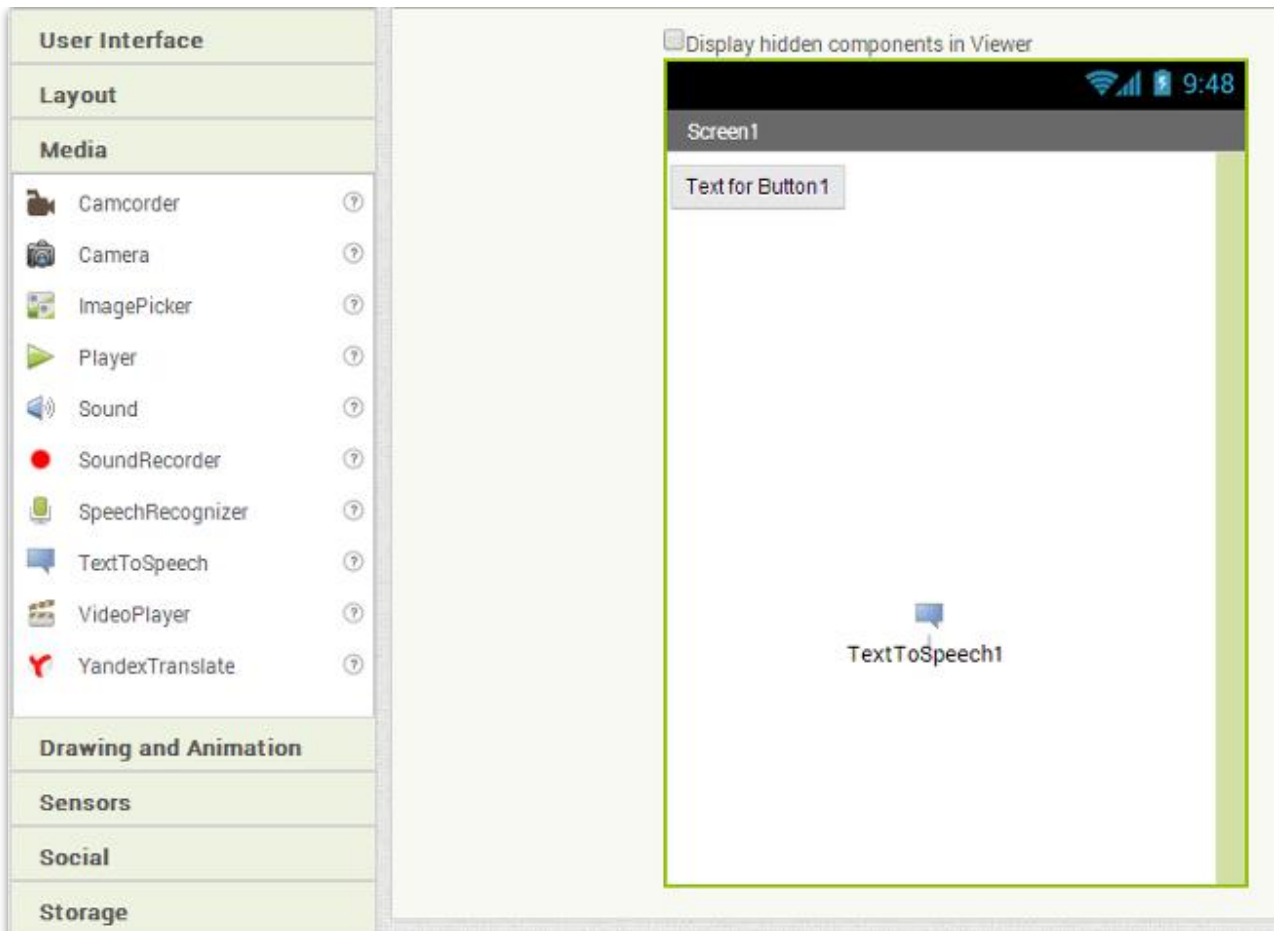 User Interface
Layout
Media
Camcorder
Camera
ImagePicker
Player
Sound
SoundRecorder
SpeechRecognizer
TextToSpeech
VideoPlayer
YandexTranslate
Drawing and Animation
Sensors
Social
Storage
Display hidden components in Viewer
9:48
Screen1
Text for Button1
TextToSpeech1